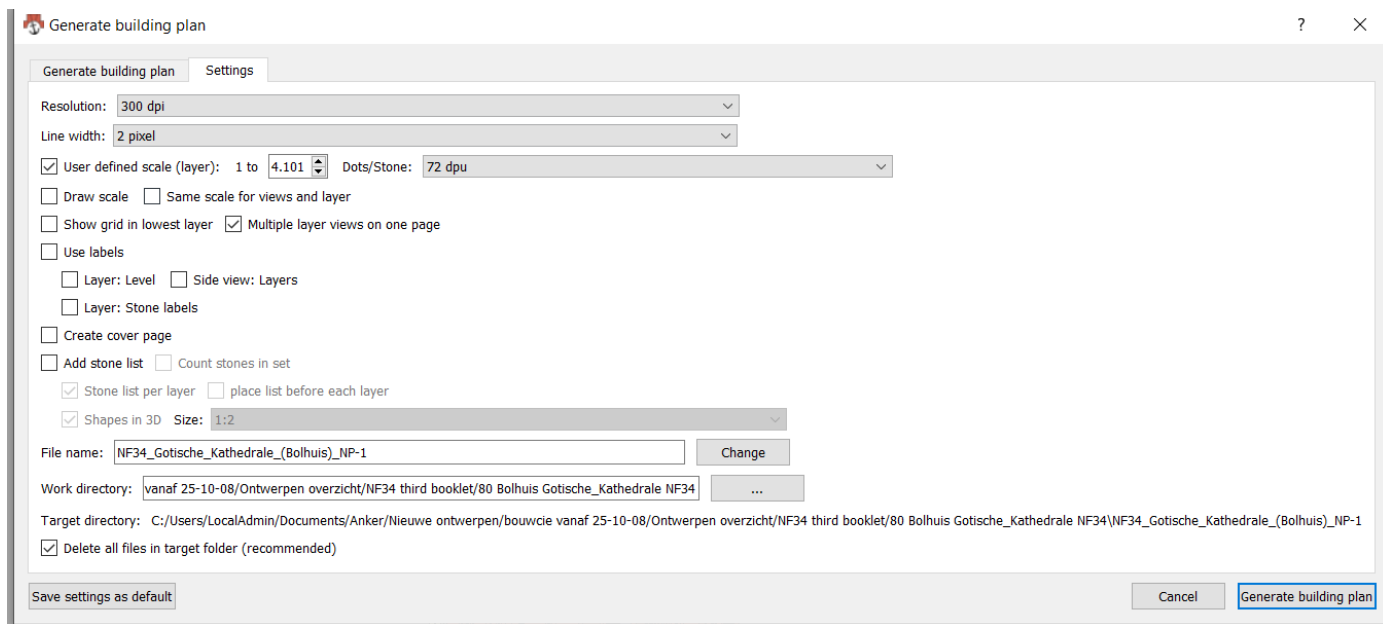 Generate building plan ? ×
Generate building plan Settings
Resolution: 300 dpi
Line width: 2 pixel
User defined scale (layer): 1 to 4.101 Dots/Stone: 72 dpu
Draw scale Same scale for views and layer
Show grid in lowest layer Multiple layer views on one page
Use labels
Layer: Level Side view: Layers
Layer: Stone labels
Create cover page
Add stone list Count stones in set
Stone list per layer place list before each layer
Shapes in 3D Size: 1:2
File name: NF34_Gotische_Kathedrale_(Bolhuis)_NP-1 Change
Work directory: vanaf 25-10-08/Ontwerpen overzicht/NF34 third booklet/80 Bolhuis Gotische_Kathedrale NF34 ...
Target directory: C:/Users/LocalAdmin/Documents/Anker/Nieuwe ontwerpen/bouwcie vanaf 25-10-08/Ontwerpen overzicht/NF34 third booklet/80 Bolhuis Gotische_Kathedrale NF34\NF34_Gotische_Kathedrale_(Bolhuis)_NP-1
Delete all files in target folder (recommended)
Save settings as default Cancel Generate building plan